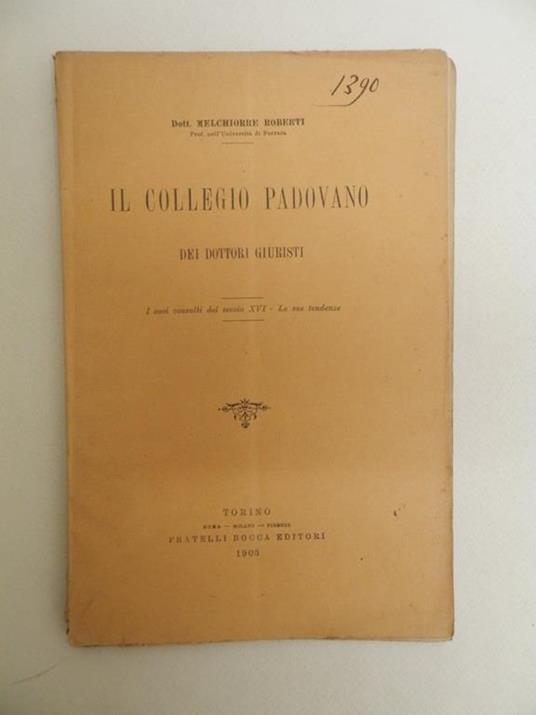 1390
Dott. MELCHIORRE ROBERTI
Prof. nell'Università di Ferrara
IL COLLEGIO PADOVANO
DEI DOTTORI GIURISTI
I suoi consulti del secolo XVI - Le sue tendenze
TORINO
ROMA — MILANO — FIRENZE
FRATELLI BOCCA EDITORI
1903